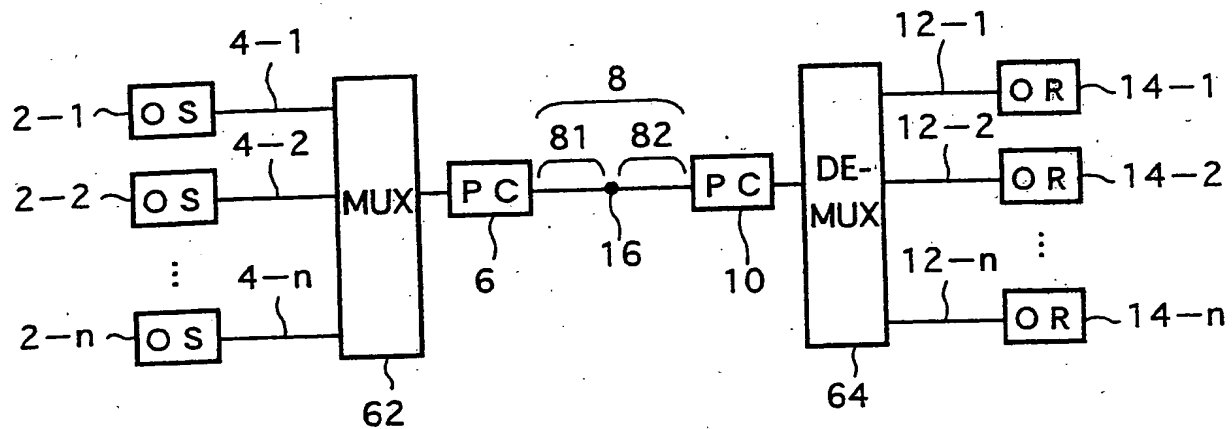 4-1
12-1
2-1
OS
8
OR
14-1
4-2
81
82
12-2
2-2
OS
MUX
PC
PC
DE-
MUX
OR
14-2
6
16
10
4-n
12-n
2-n
OS
OR
14-n
62
64